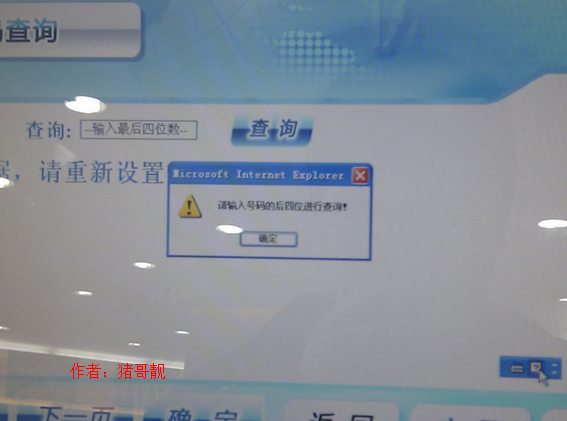 码查询
查询: --输入最后四位数--
查询
据，请重新设置
Microsoft Internet Explorer
请输入号码的后四位进行查询!
确定
作者：猪哥靓
下一页
确定
返回